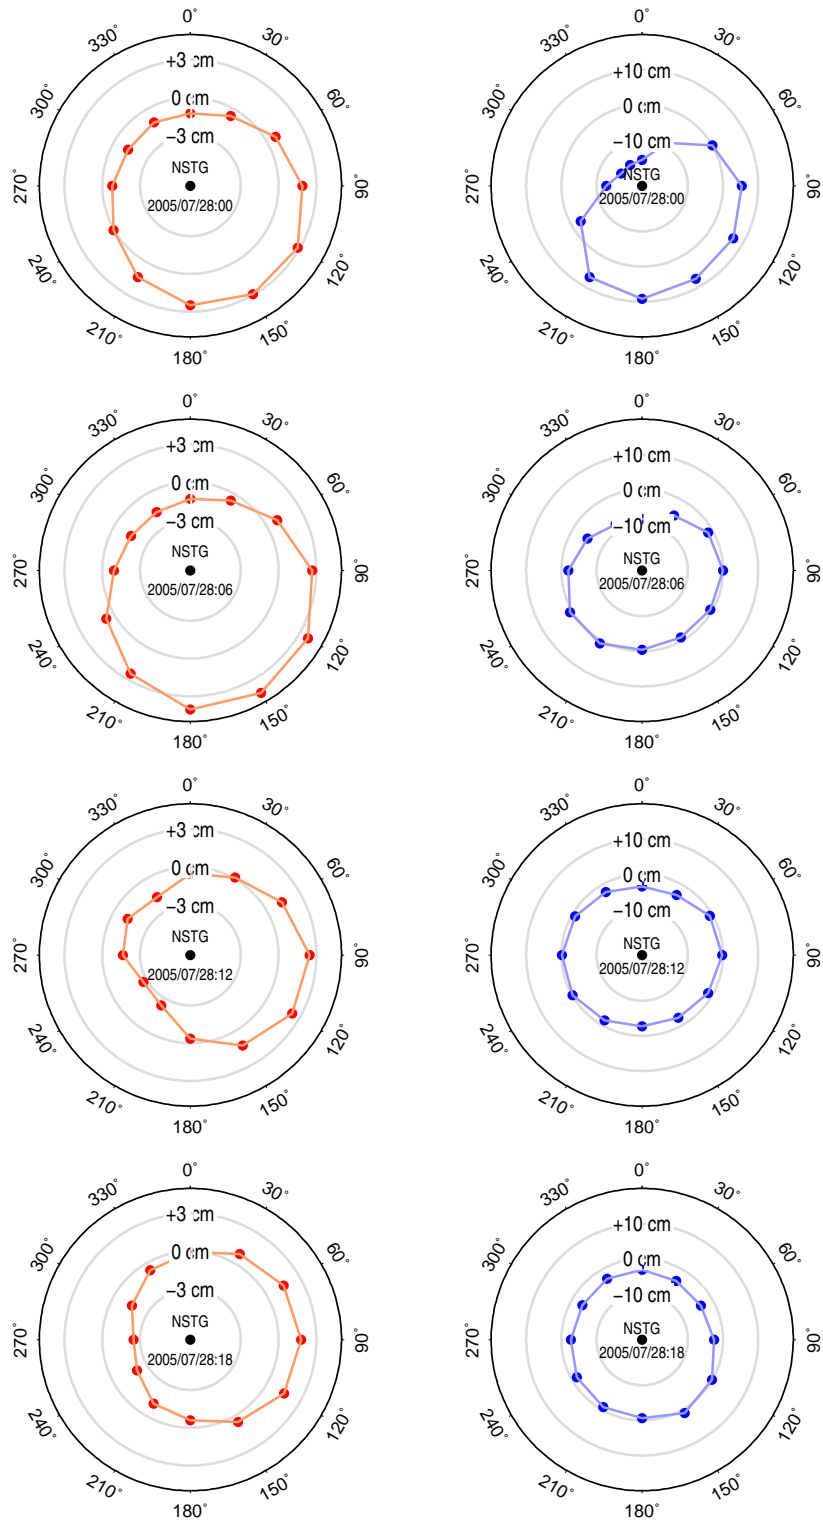 0° 0°
330° 30° 330° 30°
+3 cm +10 cm
300° 0 cm 60° 300° 0 cm 60°
−3 cm −10 cm
NSTG NSTG
270° 90° 270° 90°
2005/07/28:00 2005/07/28:00
240° 120° 240° 120°
210° 150° 210° 150°
180° 180°
0° 0°
330° 30° 330° 30°
+3 cm +10 cm
300° 0 cm 60° 300° 0 cm 60°
−3 cm −10 cm
NSTG NSTG
270° 90° 270° 90°
2005/07/28:06 2005/07/28:06
240° 120° 240° 120°
210° 150° 210° 150°
180° 180°
0° 0°
330° 30° 330° 30°
+3 cm +10 cm
300° 0 cm 60° 300° 0 cm 60°
−3 cm −10 cm
NSTG NSTG
270° 90° 270° 90°
2005/07/28:12 2005/07/28:12
240° 120° 240° 120°
210° 150° 210° 150°
180° 180°
0° 0°
330° 30° 330° 30°
+3 cm +10 cm
300° 0 cm 60° 300° 0 cm 60°
−3 cm −10 cm
NSTG NSTG
270° 90° 270° 90°
2005/07/28:18 2005/07/28:18
240° 120° 240° 120°
210° 150° 210° 150°
180° 180°